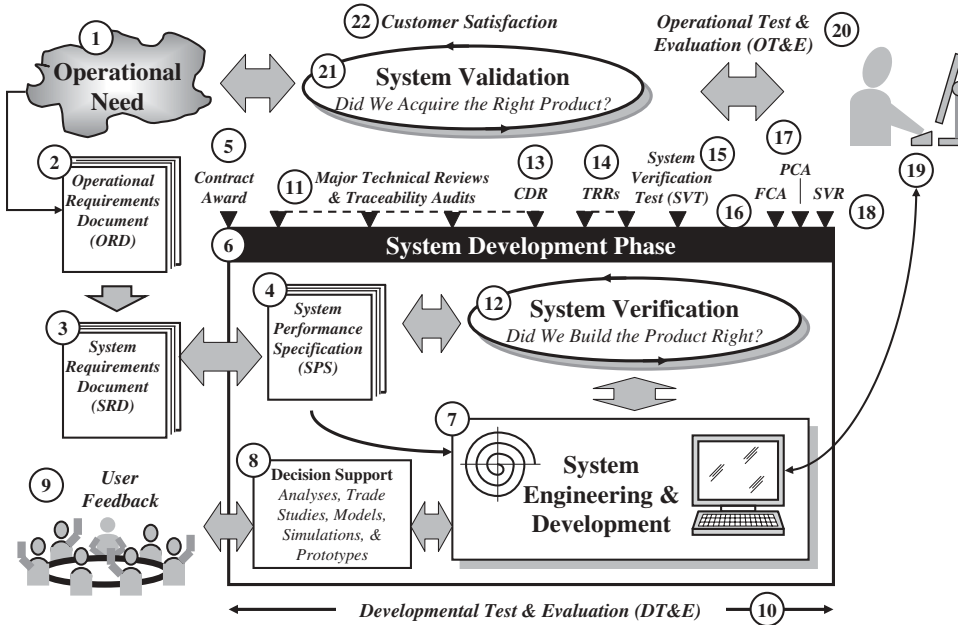 22
Customer Satisfaction
Operational Test &
Evaluation (OT&E)
20
1
Operational
Need
21
System Validation
Did We Acquire the Right Product?
2
Operational
Requirements
Document
(ORD)
5
Contract
Award
11
Major Technical Reviews
& Traceability Audits
13
CDR
14
TRRs
System
Verification
Test (SVT)
15
16
17
PCA
FCA
SVR
18
19
6
System Development Phase
3
System
Requirements
Document
(SRD)
4
System
Performance
Specification
(SPS)
12
System Verification
Did We Build the Product Right?
7
System
Engineering &
Development
8
Decision Support
Analyses, Trade
Studies, Models,
Simulations, &
Prototypes
9
User
Feedback
Developmental Test & Evaluation (DT&E)
10